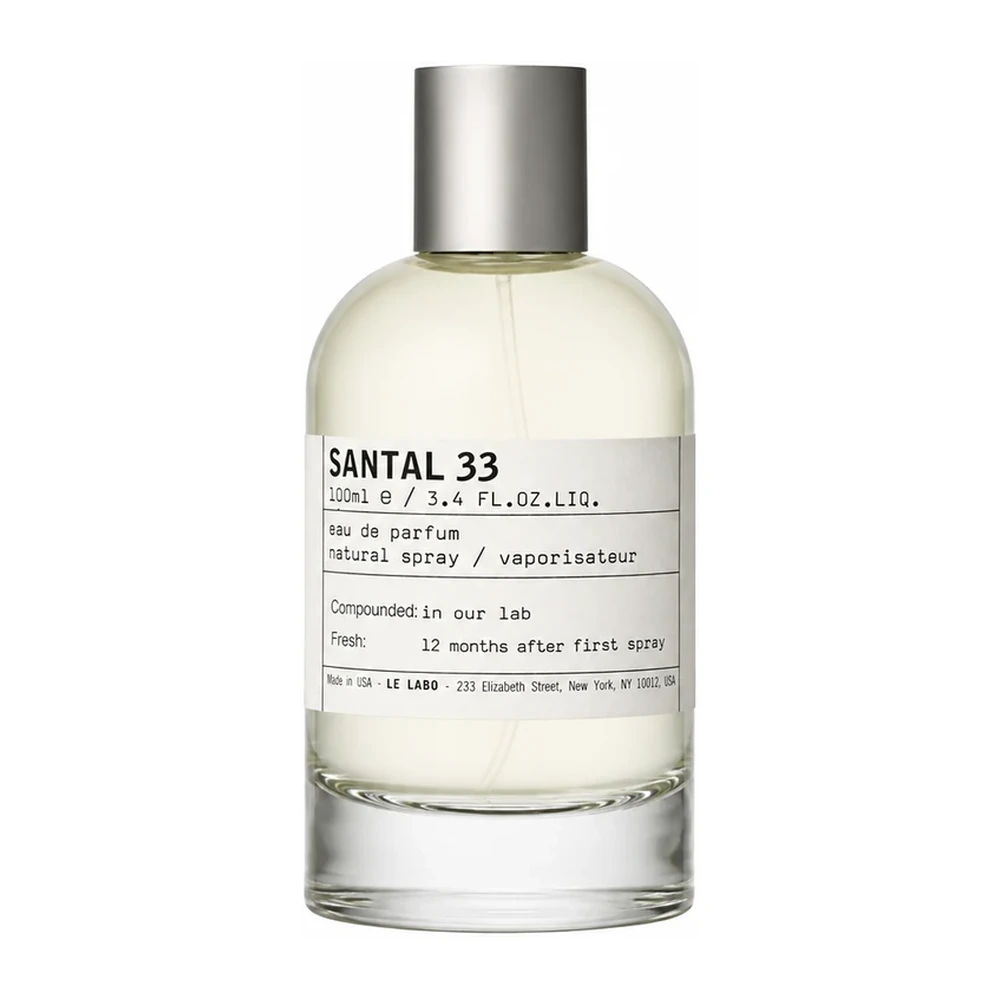 SANTAL 33
100ml e / 3.4 FL.OZ.LIQ.
eau de parfum
natural spray / vaporisateur
Compounded: in our lab
Fresh: 12 months after first spray
Made in USA - LE LABO - 233 Elizabeth Street, New York, NY 10012, USA